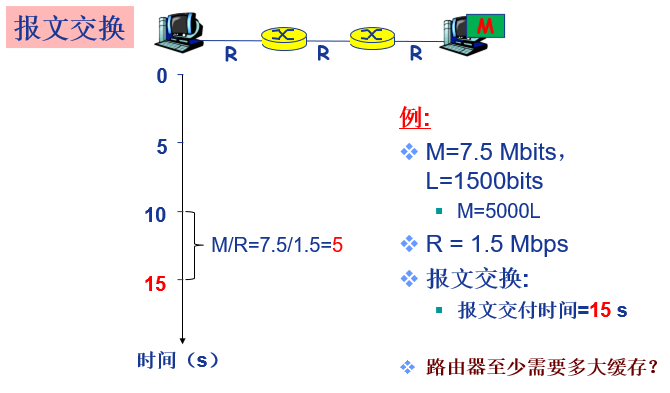 报文交换
M
R R R
0
5
10
15
M/R=7.5/1.5=5
时间（s）
例:
M=7.5 Mbits，
L=1500bits
M=5000L
R = 1.5 Mbps
报文交换:
报文交付时间=15 s
路由器至少需要多大缓存？